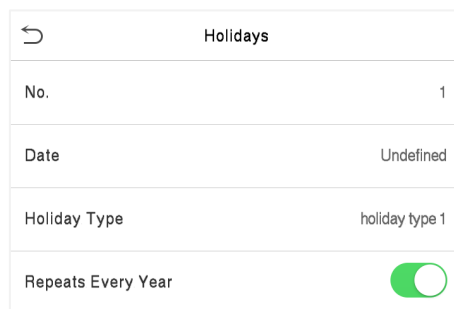 Holidays
No. 1
Date Undefined
Holiday Type holiday type 1
Repeats Every Year